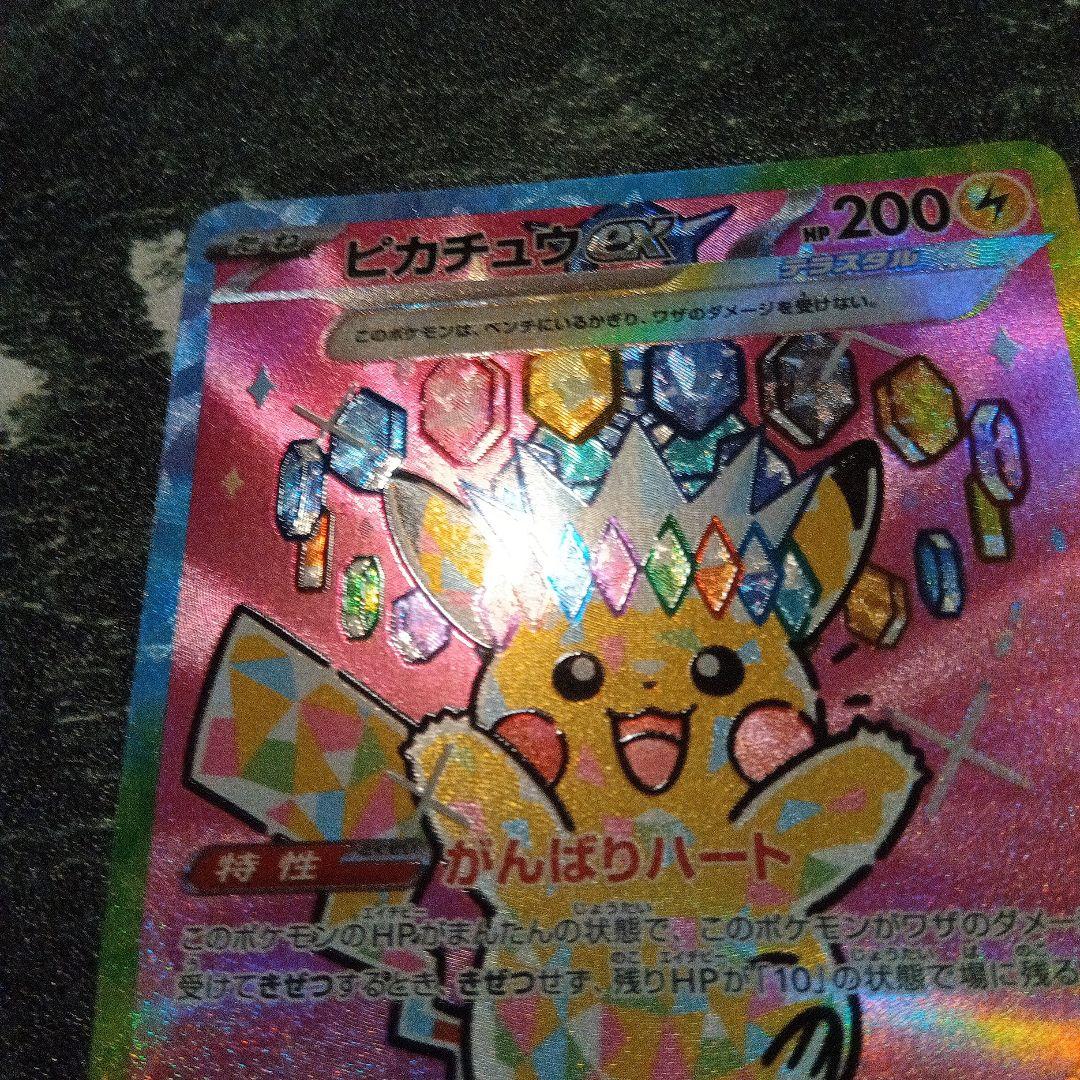 たね ピカチュウex HP 200
テラスタル
このポケモンは、ベンチにいるかぎり、ワザのダメージを受けない。
特性 がんばりハート
このポケモンのHPがまんたんの状態で、このポケモンがワザのダメー
受けてきぜつするとき、きぜつせず、残りHPが「10」の状態で場に残る